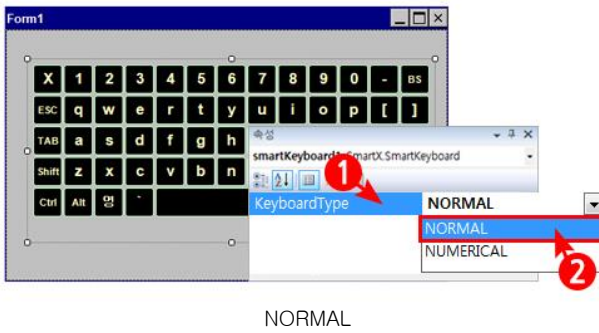 Form1
X 1 2 3 4 5 6 7 8 9 0 - BS
ESC q w e r t y u i o p [ ]
TAB a s d f g h
속성
smartKeyboard1 SmartX.SmartKeyboard
Shift z x c v b n
1
KeyboardType NORMAL
Ctrl Alt 영 `
NORMAL
NUMERICAL
2
NORMAL